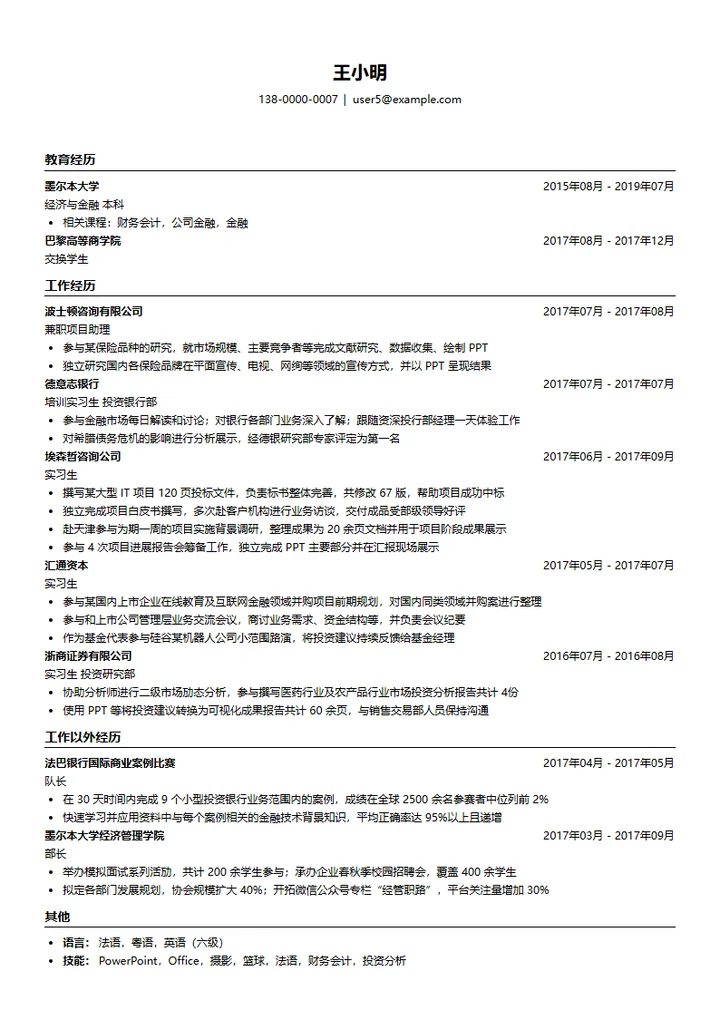 王小明
138-0000-0007 | user5@example.com
教育经历
墨尔本大学 2015年08月 - 2019年07月
经济与金融 本科
• 相关课程：财务会计，公司金融，金融
巴黎高等商学院 2017年08月 - 2017年12月
交换学生
工作经历
波士顿咨询有限公司 2017年07月 - 2017年08月
兼职项目助理
• 参与某保险品种的研究，就市场规模、主要竞争者等完成文献研究、数据收集、绘制 PPT
• 独立研究国内各保险品牌在平面宣传、电视、网络等领域的宣传方式，并以 PPT 呈现结果
德意志银行 2017年07月 - 2017年07月
培训实习生 投资银行部
• 参与金融市场每日解读和讨论；对银行各部门业务深入了解；跟随资深投行部经理一天体验工作
• 对希腊债务危机的影响进行分析展示，经德银研究部专家评定为第一名
埃森哲咨询公司 2017年06月 - 2017年09月
实习生
• 撰写某大型 IT 项目 120 页投标文件，负责标书整体完善，共修改 67 版，帮助项目成功中标
• 独立完成项目白皮书撰写，多次赴客户机构进行业务访谈，交付成品受部级领导好评
• 赴天津参与为期一周的项目实施背景调研，整理成果为 20 余页文档并用于项目阶段成果展示
• 参与 4 次项目进展报告会筹备工作，独立完成 PPT 主要部分并在汇报现场展示
汇通资本 2017年05月 - 2017年07月
实习生
• 参与某国内上市企业在线教育及互联网金融领域并购项目前期规划，对国内同类领域并购案进行整理
• 参与和上市公司管理层业务交流会议，商讨业务需求、资金结构等，并负责会议纪要
• 作为基金代表参与硅谷某机器人公司小范围路演，将投资建议持续反馈给基金经理
浙商证券有限公司 2016年07月 - 2016年08月
实习生 投资研究部
• 协助分析师进行二级市场动态分析，参与撰写医药行业及农产品行业市场投资分析报告共计 4份
• 使用 PPT 等将投资建议转换为可视化成果报告共计 60 余页，与销售交易部人员保持沟通
工作以外经历
法巴银行国际商业案例比赛 2017年04月 - 2017年05月
队长
• 在 30 天时间内完成 9 个小型投资银行业务范围内的案例，成绩在全球 2500 余名参赛者中位列前 2%
• 快速学习并应用资料中与每个案例相关的金融技术背景知识，平均正确率达 95%以上且递增
墨尔本大学经济管理学院 2017年03月 - 2017年09月
部长
• 举办模拟面试系列活动，共计 200 余学生参与；承办企业春秋季校园招聘会，覆盖 400 余学生
• 拟定各部门发展规划，协会规模扩大 40%；开拓微信公众号专栏“经管职路”，平台关注量增加 30%
其他
• 语言： 法语，粤语，英语（六级）
• 技能： PowerPoint，Office，摄影，篮球，法语，财务会计，投资分析